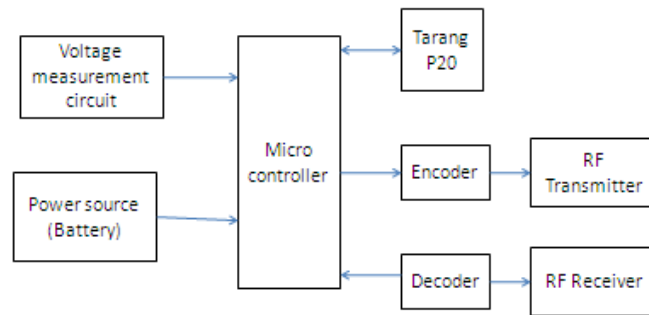 Voltage
measurement
circuit
Power source
(Battery)
Micro
controller
Tarang
P20
Encoder
RF
Transmitter
Decoder
RF Receiver